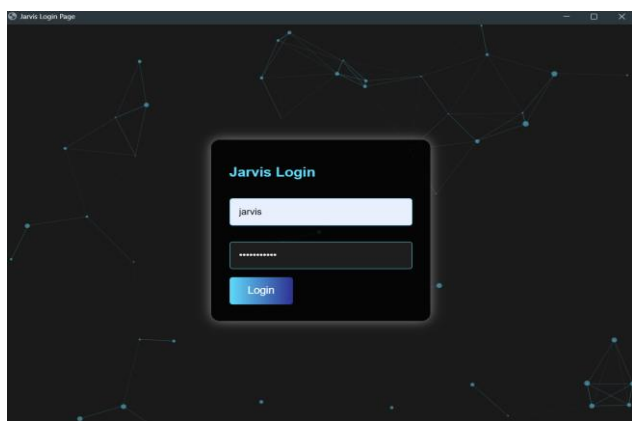 Jarvis Login Page
Jarvis Login
jarvis
•••••••••••
Login